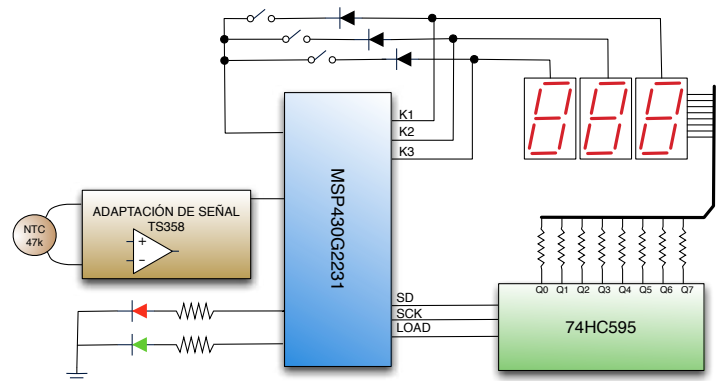 K1
K2
K3
MSP430G2231
ADAPTACIÓN DE SEÑAL
TS358
NTC
47k
+
-
SD
SCK
LOAD
Q0 Q1 Q2 Q3 Q4 Q5 Q6 Q7
74HC595